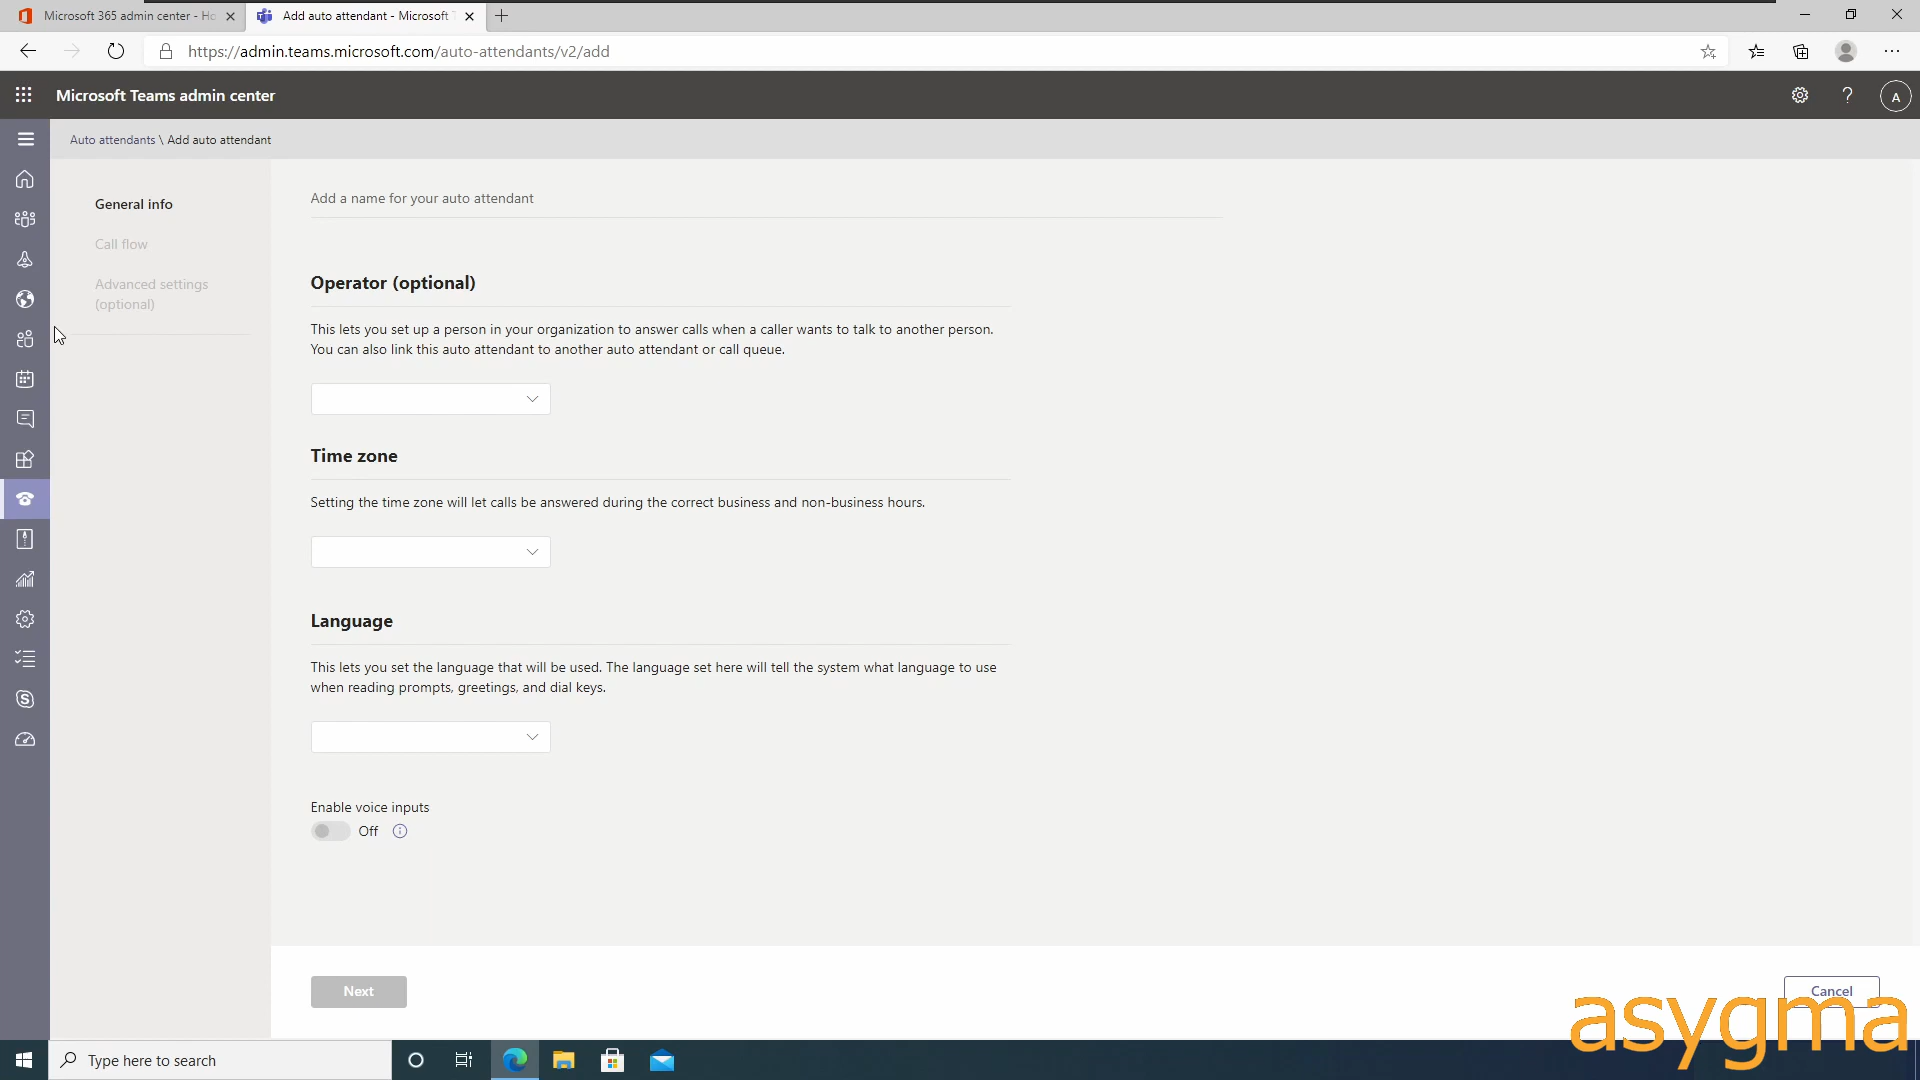 Microsoft 365 admin center - Ho
Add auto attendant - Microsoft T
https://admin.teams.microsoft.com/auto-attendants/v2/add
Microsoft Teams admin center
A
Auto attendants \ Add auto attendant
General info
Call flow
Advanced settings
(optional)
Add a name for your auto attendant
Operator (optional)
This lets you set up a person in your organization to answer calls when a caller wants to talk to another person.
You can also link this auto attendant to another auto attendant or call queue.
Time zone
Setting the time zone will let calls be answered during the correct business and non-business hours.
Language
This lets you set the language that will be used. The language set here will tell the system what language to use
when reading prompts, greetings, and dial keys.
Enable voice inputs
Off
Next
Cancel
asygma
Type here to search